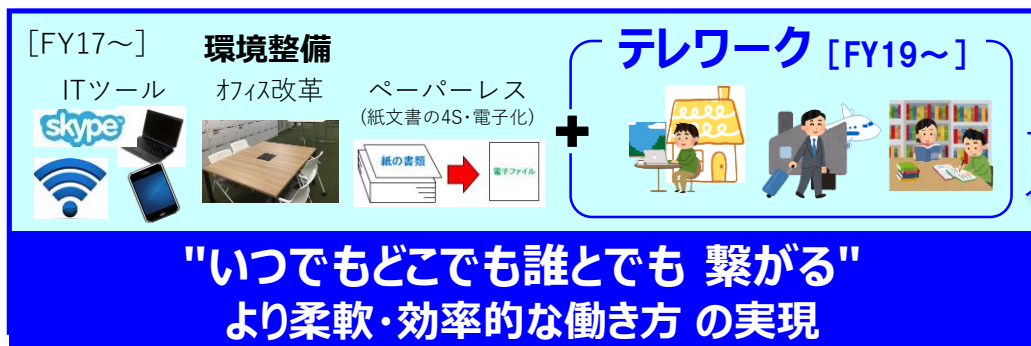 [FY17～]
環境整備
テレワーク [FY19～]
ITツール
オフィス改革
ペーパーレス
(紙文書の4S・電子化)
skype
+
紙の書類
電子ファイル
"いつでもどこでも誰とでも 繋がる"
より柔軟・効率的な働き方 の実現